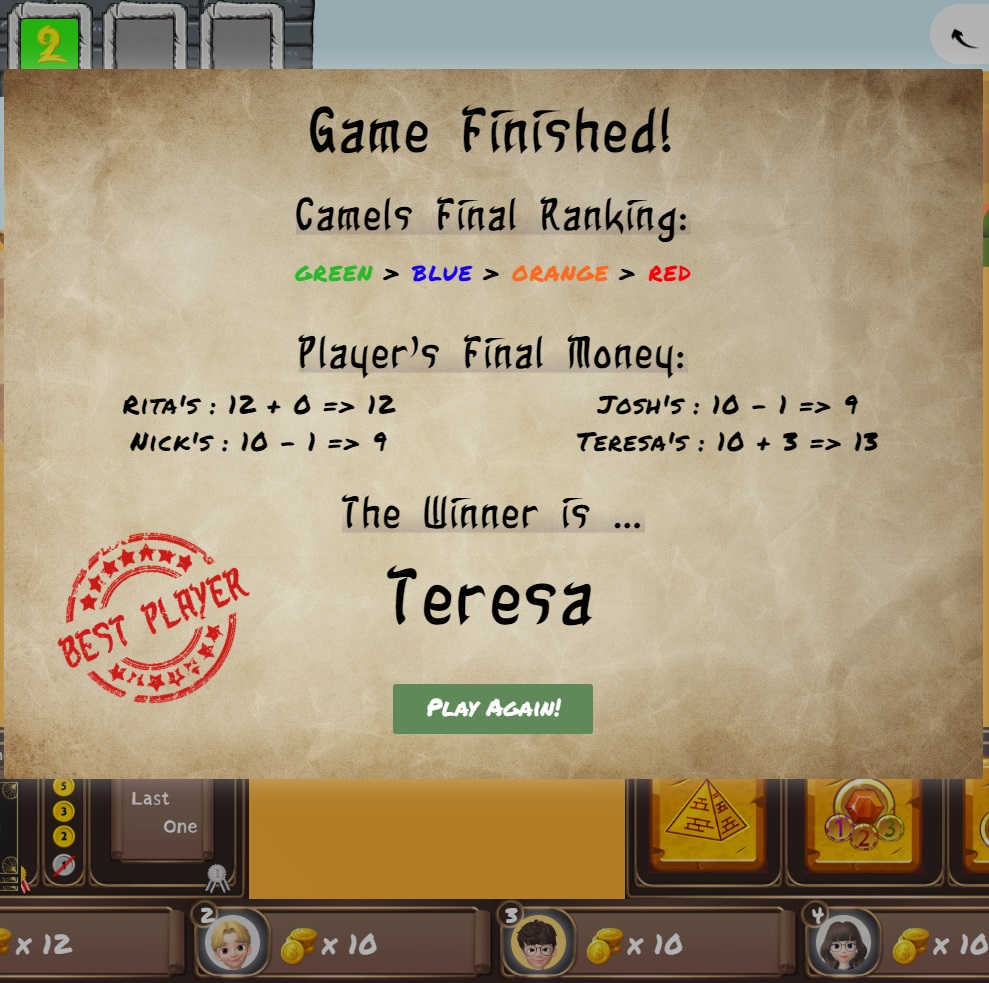 2
Game Finished!
Camels Final Ranking:
GREEN > BLUE > ORANGE > RED
Player's Final Money:
Rita's : 12 + 0 => 12
Josh's : 10 - 1 => 9
Nick's : 10 - 1 => 9
Teresa's : 10 + 3 => 13
The Winner is ...
Teresa
BEST PLAYER
Play Again!
5
3
2
Last
One
1 2 3
x 12
2
x 10
3
x 10
4
x 10